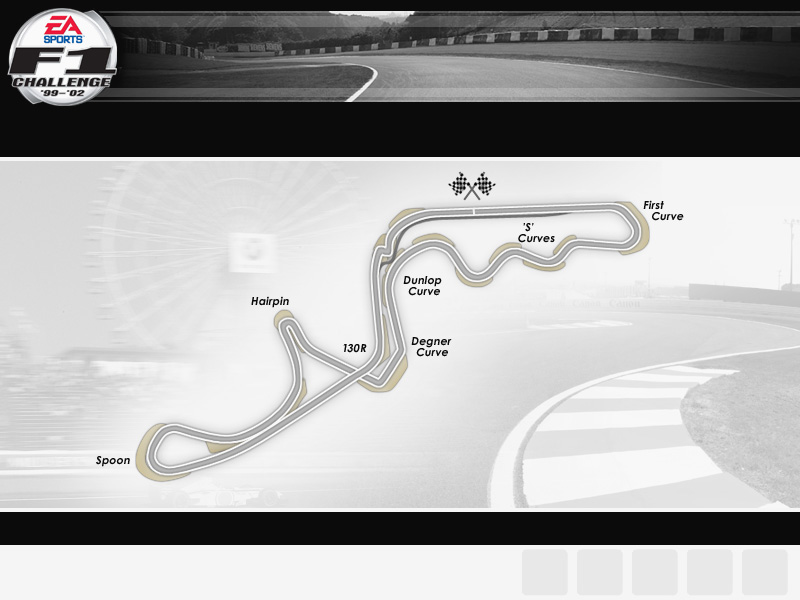 EA
SPORTS
F1
CHALLENGE
'99-'02
First
Curve
'S'
Curves
Dunlop
Curve
Hairpin
130R
Degner
Curve
Spoon